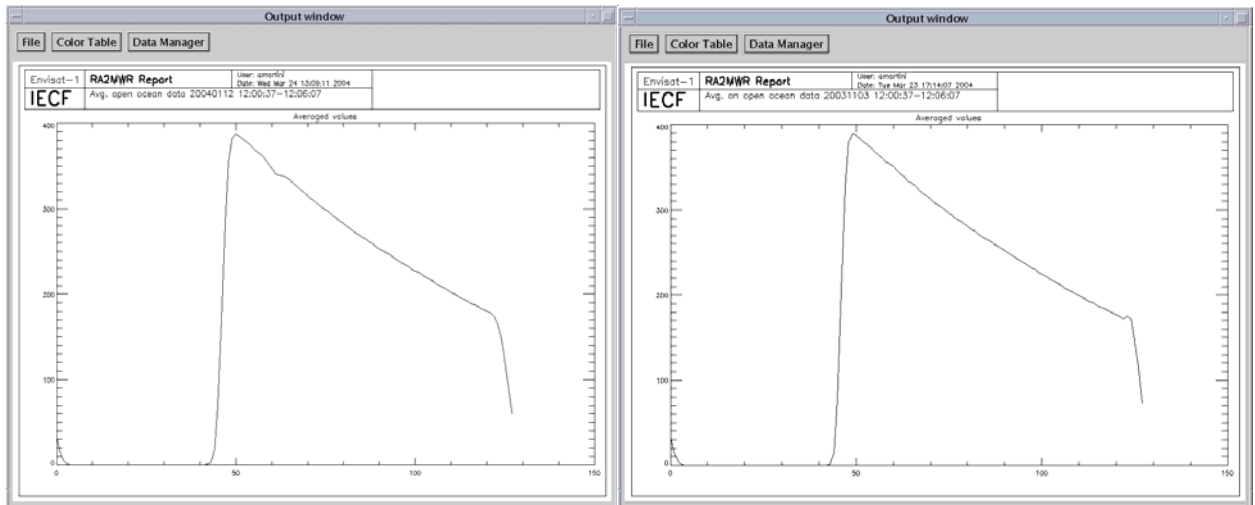 Output window
File Color Table Data Manager
Envisat-1 RA2MWR Report User: amartini
Date: Wed Mar 24 13:09:11 2004
IECF Avg. open ocean data 20040112 12:00:37-12:06:07
Averaged values
400
300
200
100
0
0 50 100 150
Output window
File Color Table Data Manager
Envisat-1 RA2MWR Report User: amartini
Date: Tue Mar 23 17:14:07 2004
IECF Avg. on open ocean data 20031103 12:00:37-12:06:07
Averaged values
400
300
200
100
0
0 50 100 150